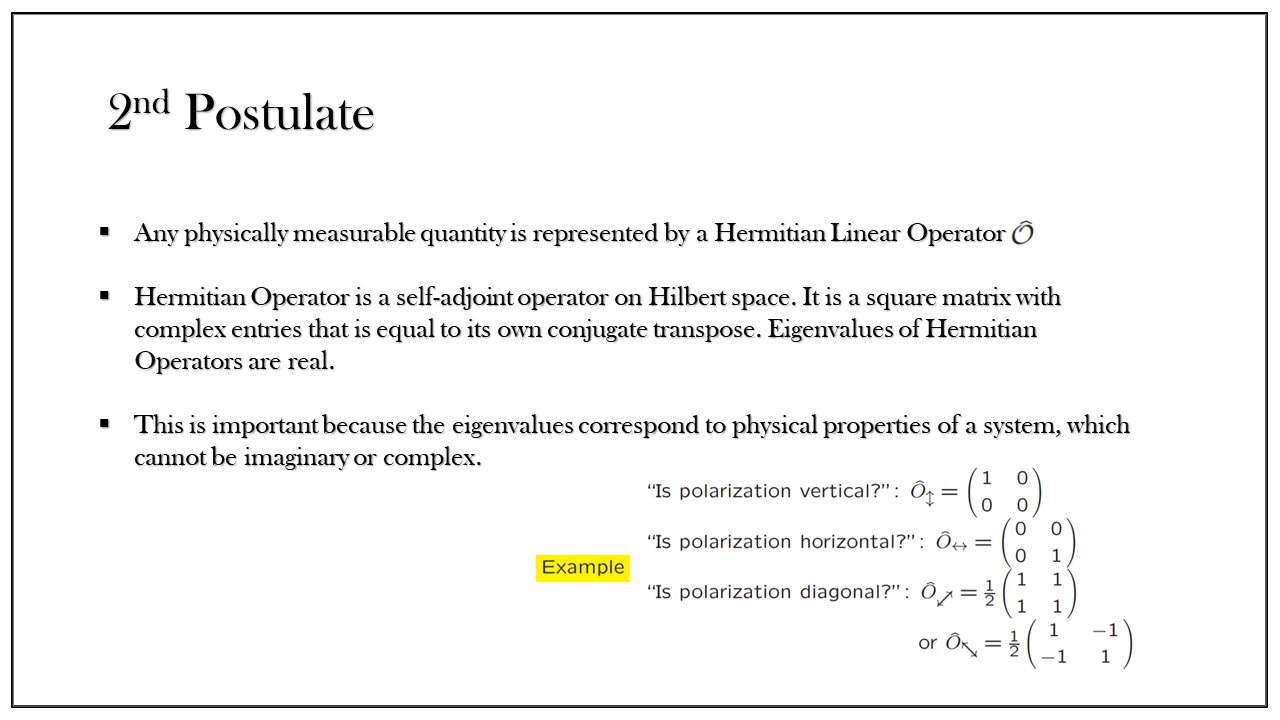 2nd Postulate
▪ Any physically measurable quantity is represented by a Hermitian Linear Operator Ô
▪ Hermitian Operator is a self-adjoint operator on Hilbert space. It is a square matrix with
complex entries that is equal to its own conjugate transpose. Eigenvalues of Hermitian
Operators are real.
▪ This is important because the eigenvalues correspond to physical properties of a system, which
cannot be imaginary or complex.
Example
“Is polarization vertical?”: Ô↕ = (1 0; 0 0)
“Is polarization horizontal?”: Ô↔ = (0 0; 0 1)
“Is polarization diagonal?”: Ô⤢ = 1/2 (1 1; 1 1)
or Ô⤡ = 1/2 (1 −1; −1 1)